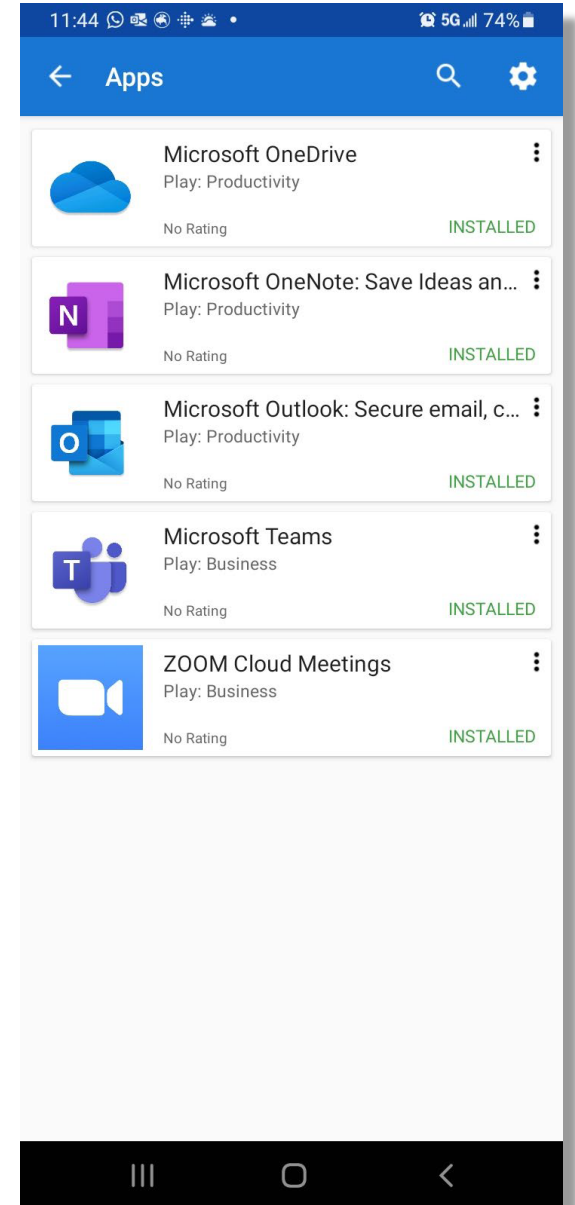 11:44 5G 74%
Apps
Microsoft OneDrive
Play: Productivity
No Rating INSTALLED
N
Microsoft OneNote: Save Ideas an...
Play: Productivity
No Rating INSTALLED
O
Microsoft Outlook: Secure email, c...
Play: Productivity
No Rating INSTALLED
T
Microsoft Teams
Play: Business
No Rating INSTALLED
ZOOM Cloud Meetings
Play: Business
No Rating INSTALLED